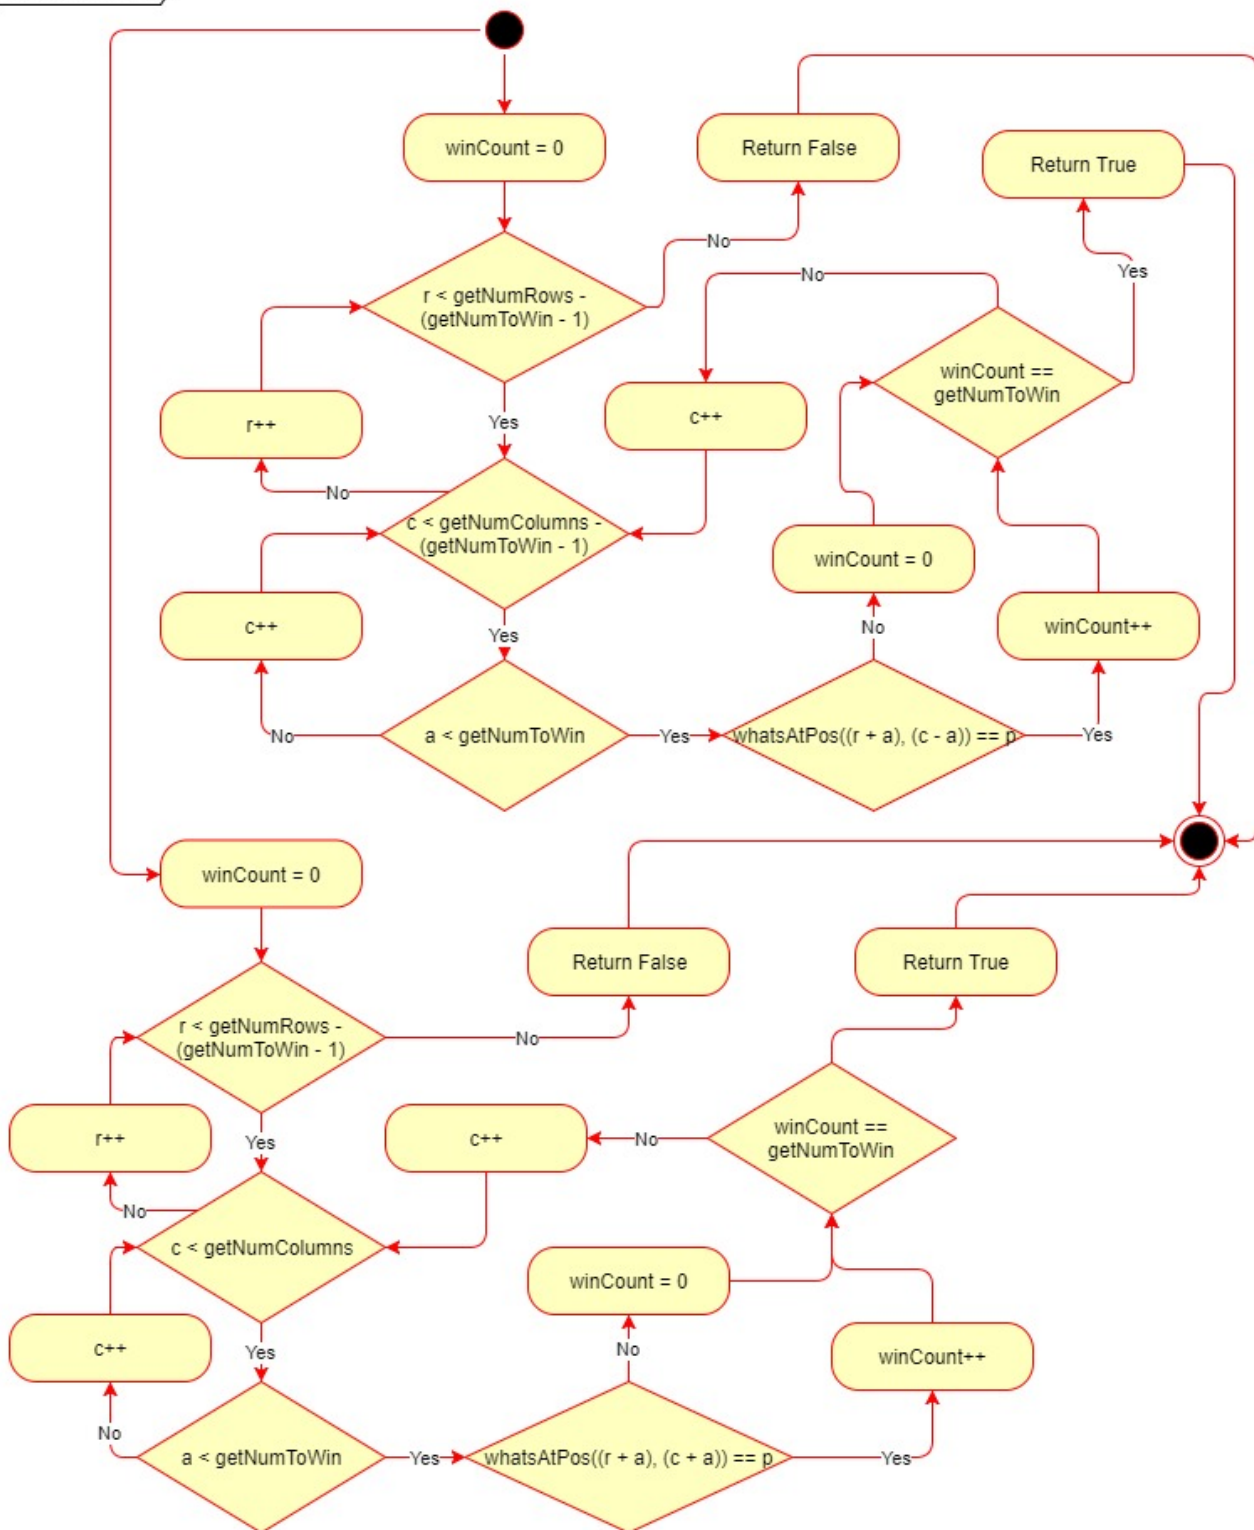 winCount = 0
Return False
Return True
No
Yes
r < getNumRows -
(getNumToWin - 1)
No
winCount ==
getNumToWin
r++
Yes
c++
No
c < getNumColumns -
(getNumToWin - 1)
winCount = 0
c++
Yes
No
winCount++
No
a < getNumToWin
Yes
whatsAtPos((r + a), (c - a)) == p
Yes
winCount = 0
Return False
Return True
r < getNumRows -
(getNumToWin - 1)
No
r++
Yes
c++
No
winCount ==
getNumToWin
No
c < getNumColumns
winCount = 0
c++
Yes
No
winCount++
No
a < getNumToWin
Yes
whatsAtPos((r + a), (c + a)) == p
Yes